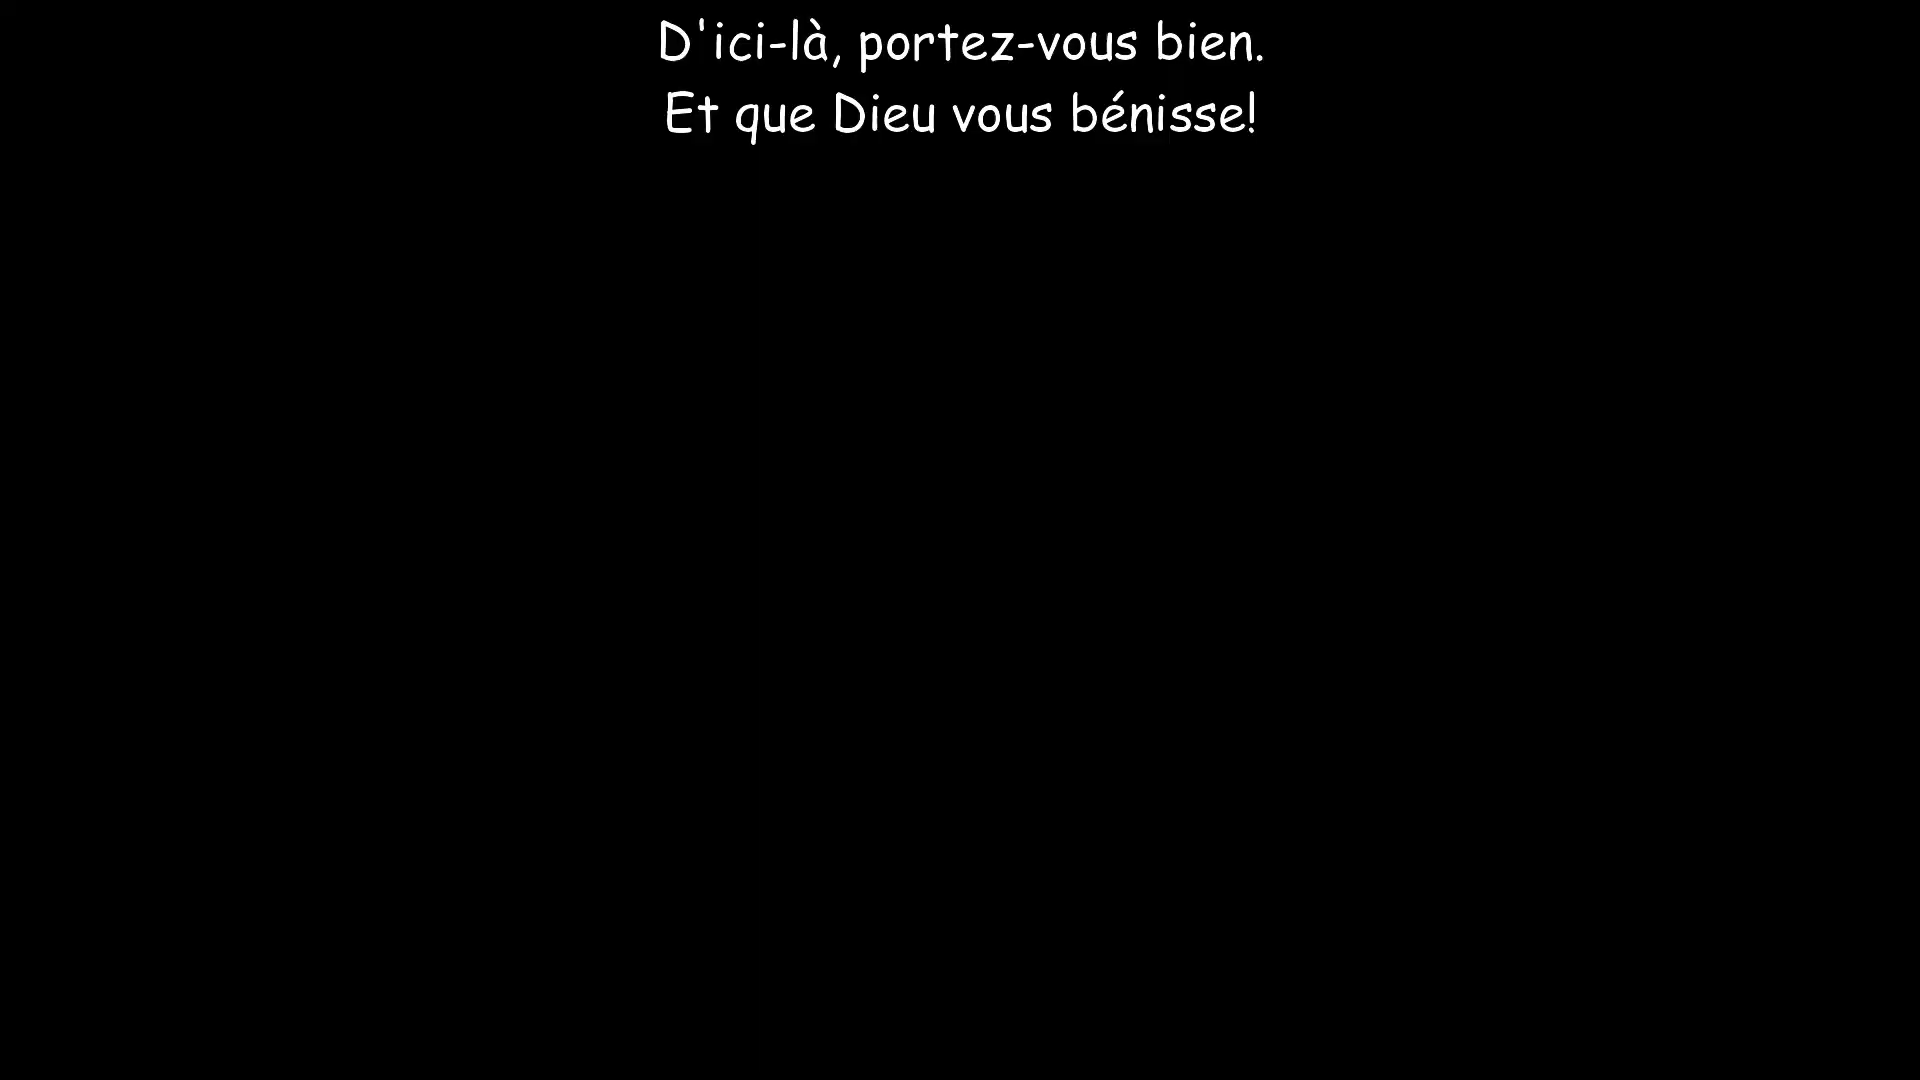 D'ici-là, portez-vous bien.
Et que Dieu vous bénisse!